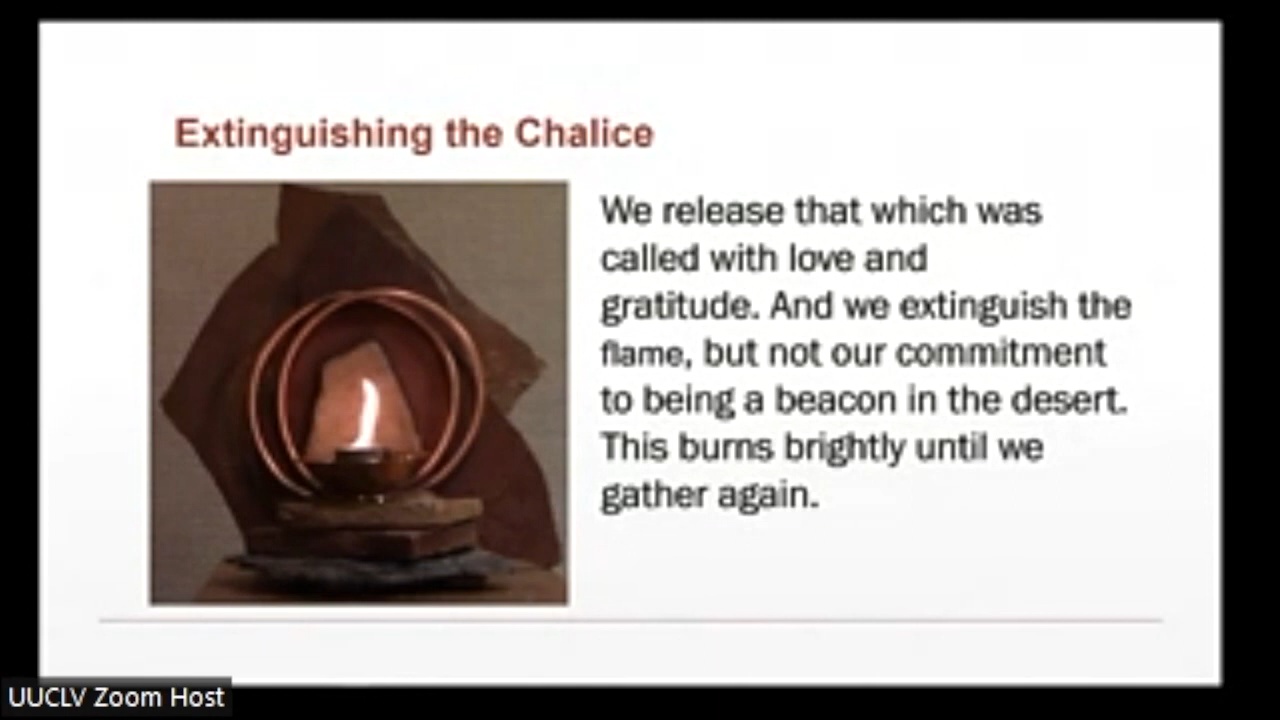 Extinguishing the Chalice
We release that which was
called with love and
gratitude. And we extinguish the
flame, but not our commitment
to being a beacon in the desert.
This burns brightly until we
gather again.
UUCLV Zoom Host